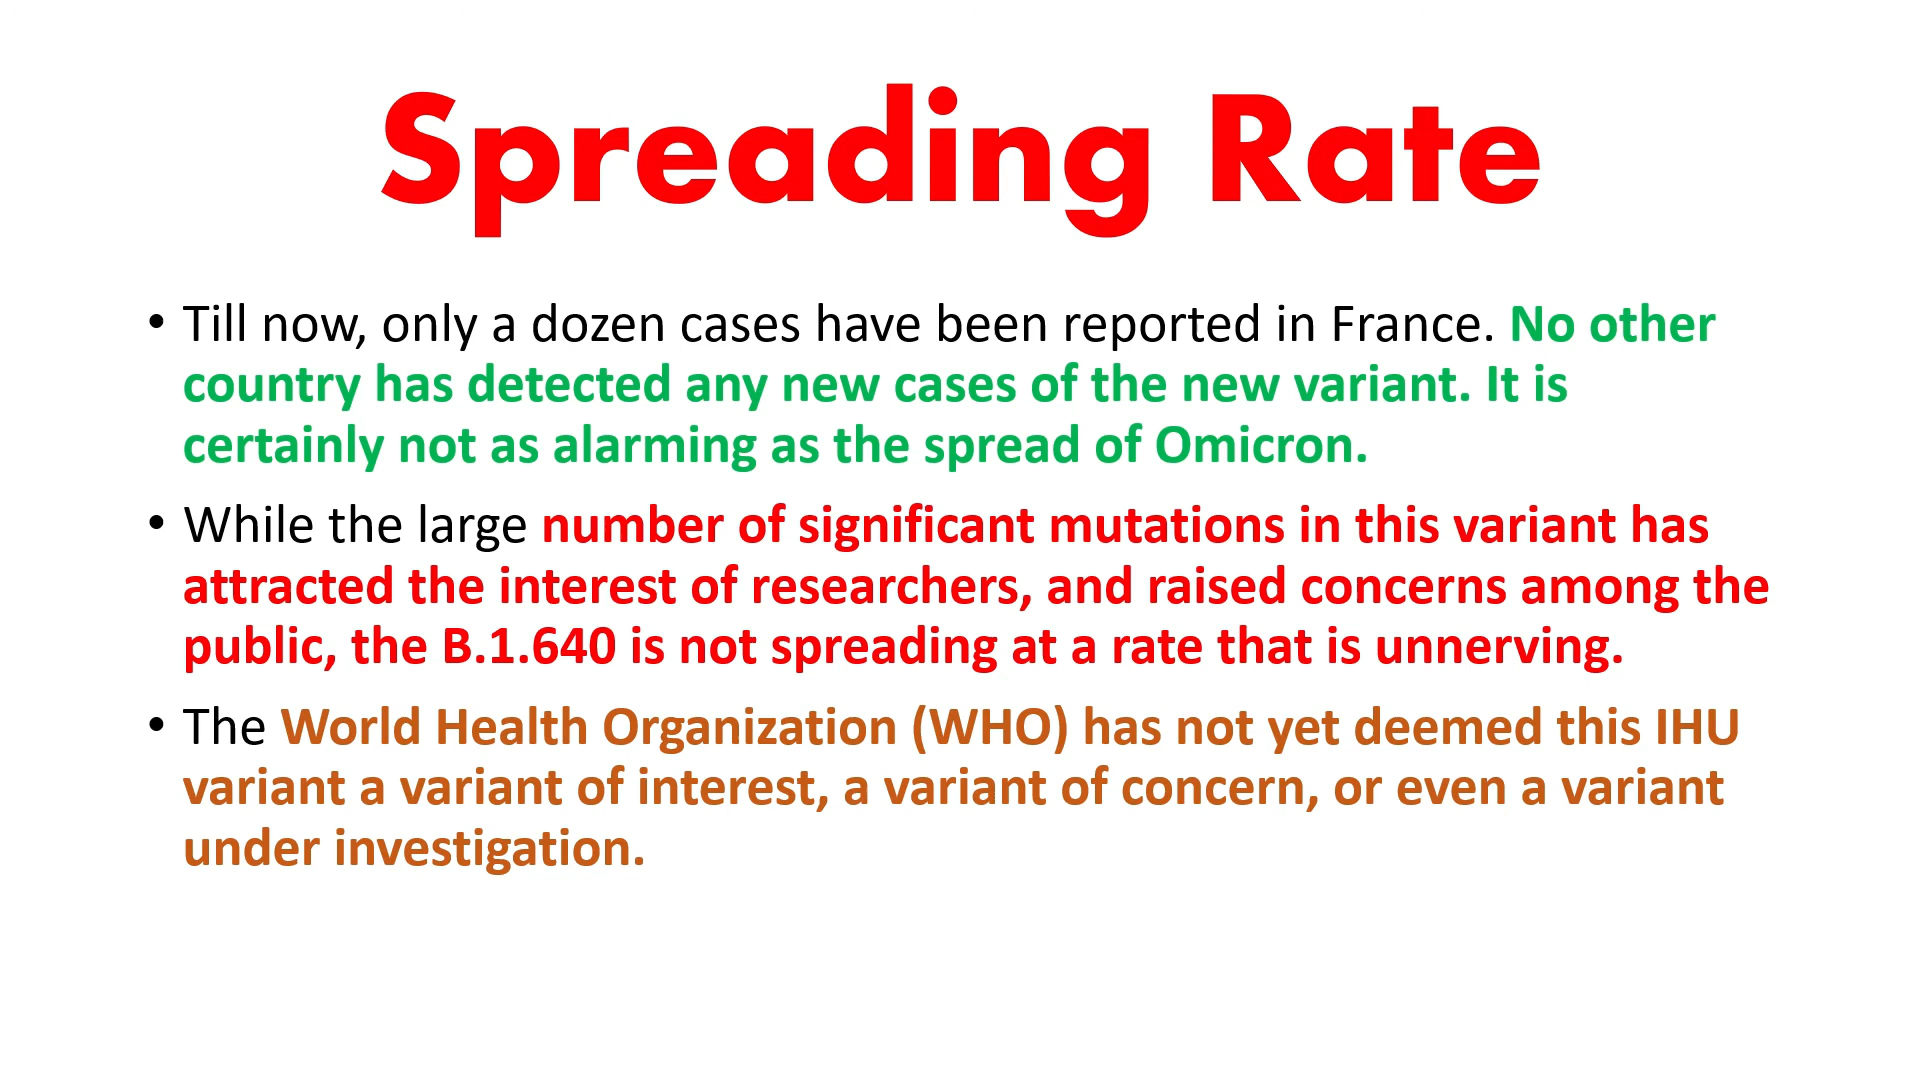 Spreading Rate
• Till now, only a dozen cases have been reported in France. No other
country has detected any new cases of the new variant. It is
certainly not as alarming as the spread of Omicron.
• While the large number of significant mutations in this variant has
attracted the interest of researchers, and raised concerns among the
public, the B.1.640 is not spreading at a rate that is unnerving.
• The World Health Organization (WHO) has not yet deemed this IHU
variant a variant of interest, a variant of concern, or even a variant
under investigation.